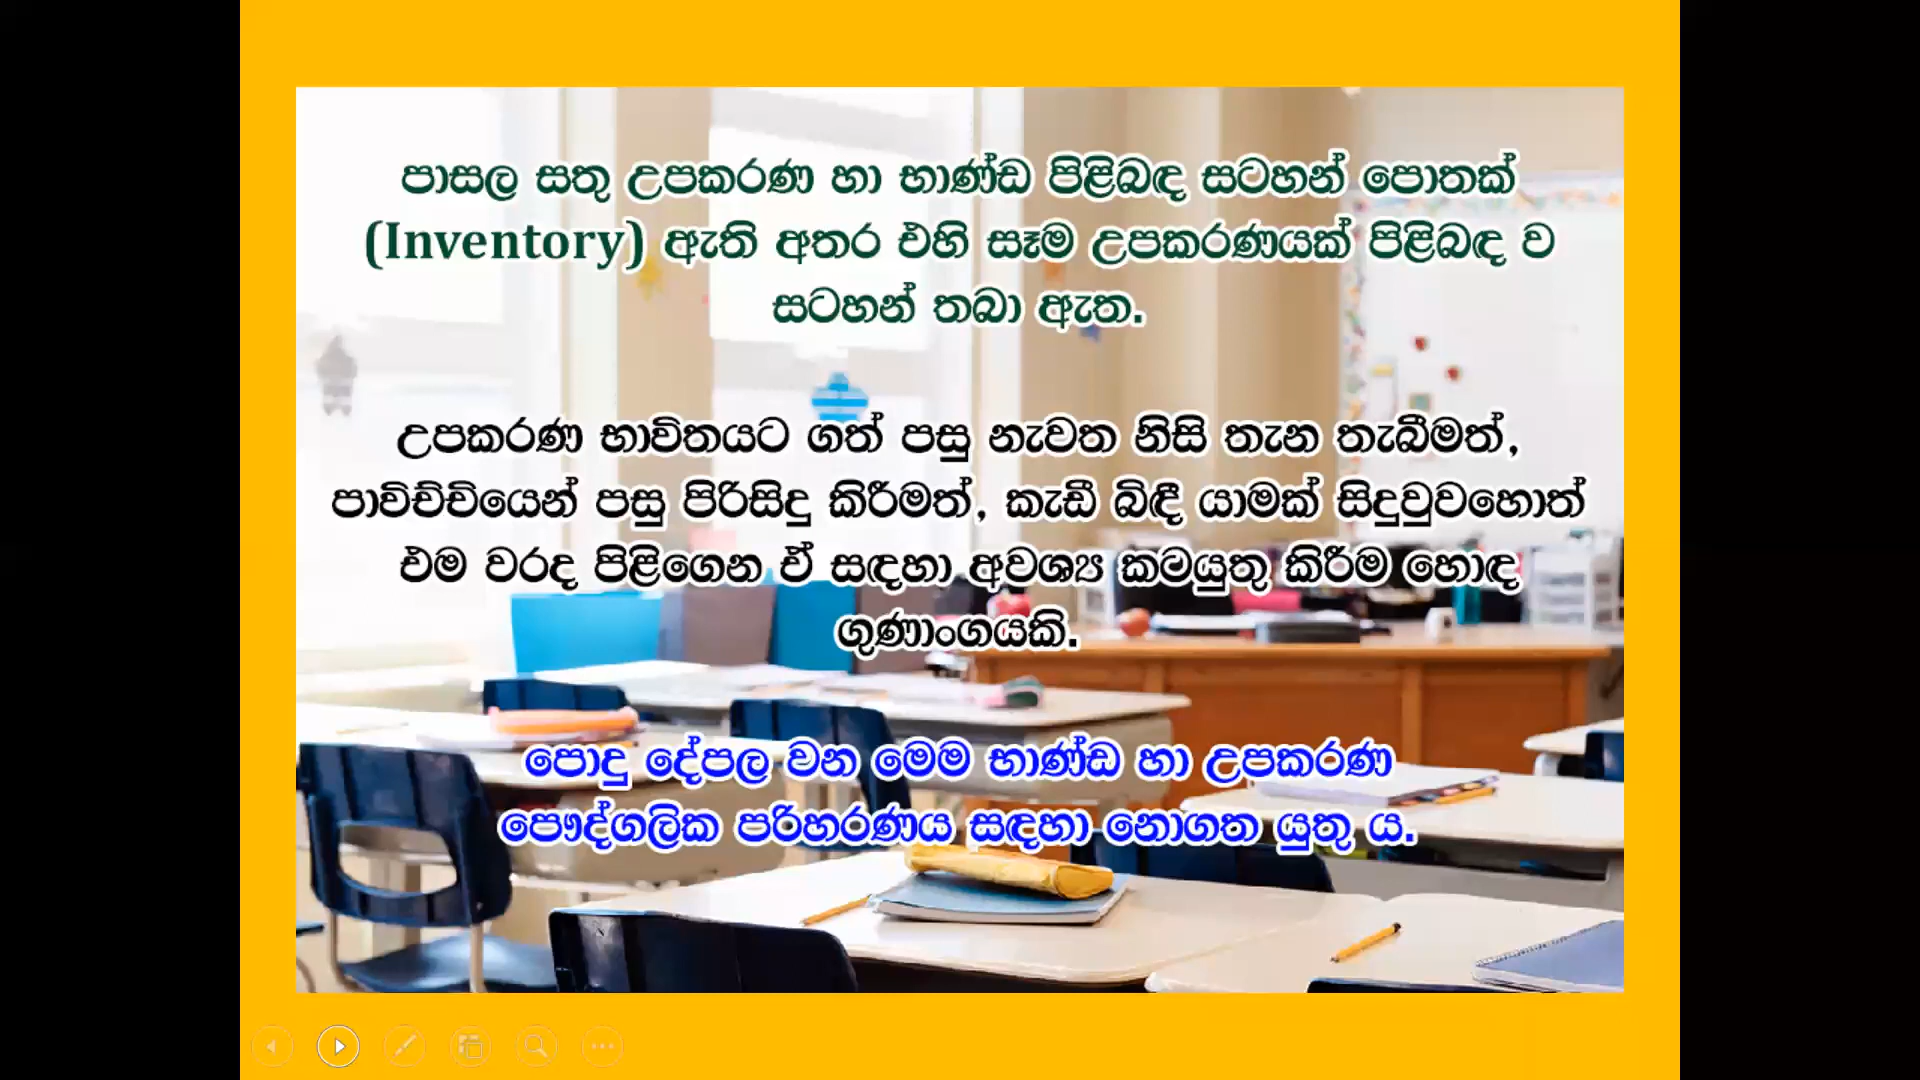 පාසල සතු උපකරණ හා භාණ්ඩ පිළිබඳ සටහන් පොතක්
(Inventory) ඇති අතර එහි සෑම උපකරණයක් පිළිබඳ ව
සටහන් තබා ඇත.
උපකරණ භාවිතයට ගත් පසු නැවත නිසි තැන තැබීමත්,
පාවිච්චියෙන් පසු පිරිසිදු කිරීමත්, කැඩී බිඳී යාමක් සිදුවුවහොත්
එම වරද පිළිගෙන ඒ සඳහා අවශ්‍ය කටයුතු කිරීම හොඳ
ගුණාංගයකි.
පොදු දේපල වන මෙම භාණ්ඩ හා උපකරණ
පෞද්ගලික පරිහරණය සඳහා නොගත යුතු ය.